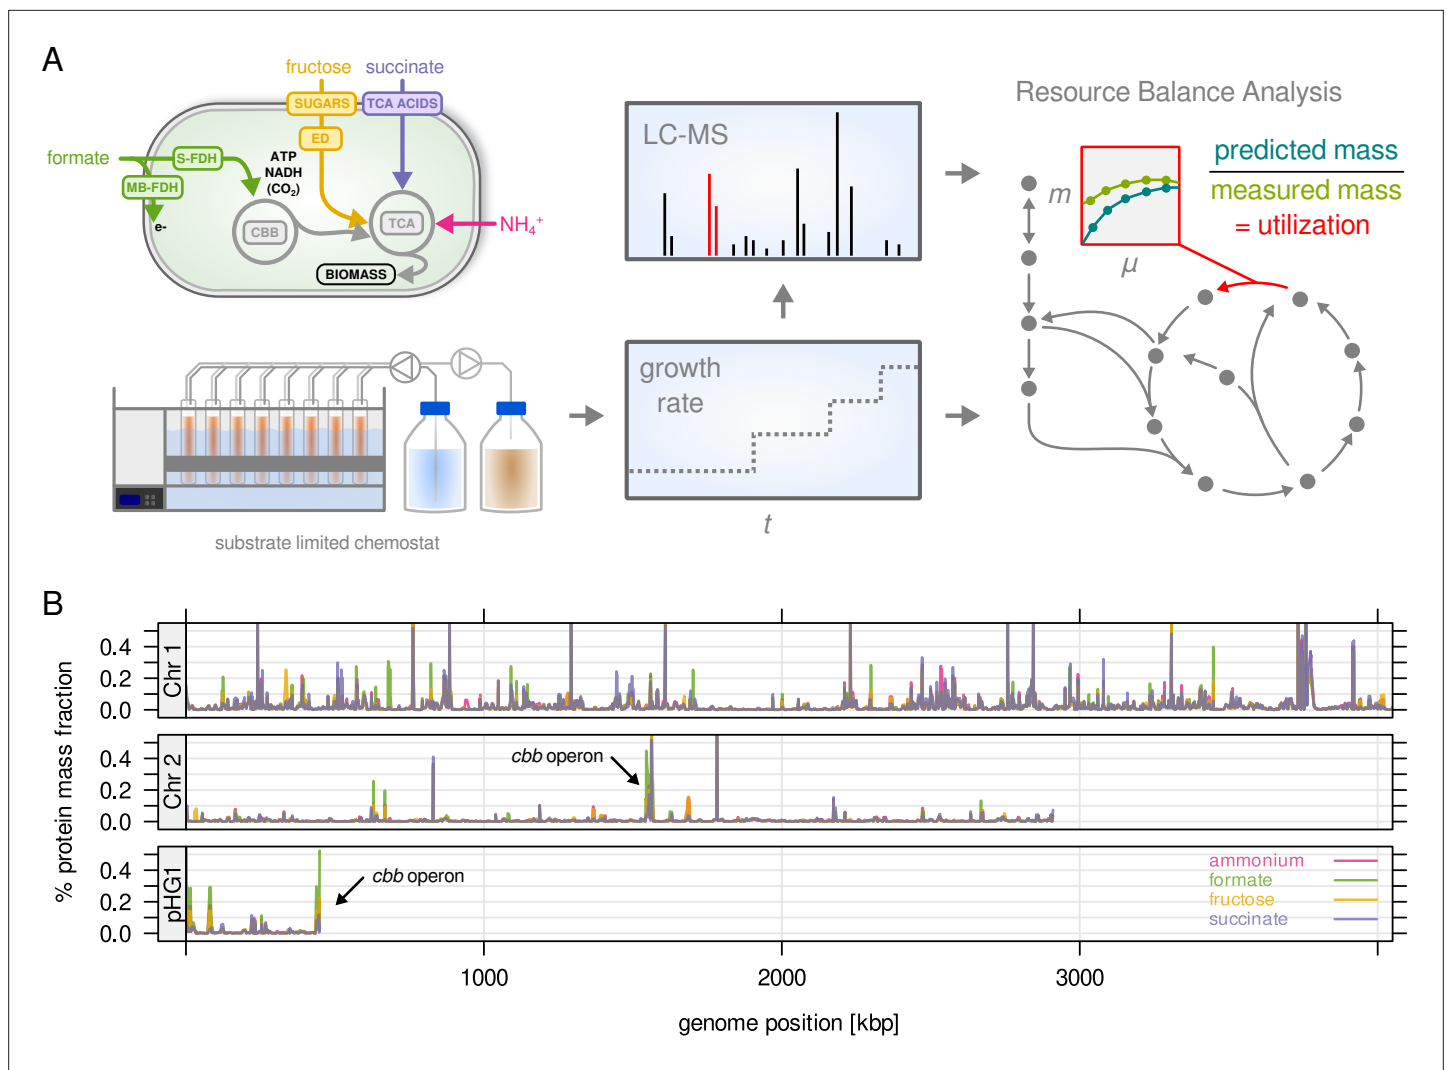 A
fructose
succinate
SUGARS
TCA ACIDS
ED
formate
S-FDH
MB-FDH
e-
ATP
NADH
(CO₂)
CBB
TCA
NH₄⁺
BIOMASS
substrate limited chemostat
LC-MS
growth
rate
t
Resource Balance Analysis
m
μ
predicted mass
measured mass
= utilization
B
% protein mass fraction
Chr 1
0.4
0.2
0.0
Chr 2
0.4
0.2
0.0
cbb operon
pHG1
0.4
0.2
0.0
cbb operon
ammonium
formate
fructose
succinate
1000
2000
3000
genome position [kbp]